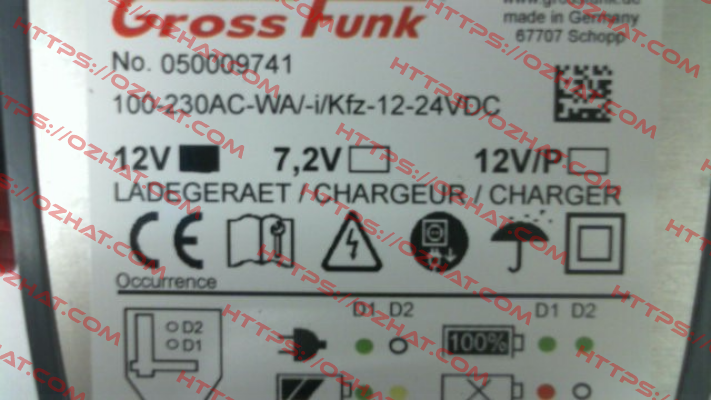 Gross Funk
www.grossfunk.de
made in Germany
67707 Schopp
No. 050009741
100-230AC-WA/-i/Kfz-12-24VDC
12V 7,2V 12V/P
LADEGERAET / CHARGEUR / CHARGER
CE
Occurrence
D1 D2 D1 D2
D2
D1
100%
HTTPS://OZHAT.COM